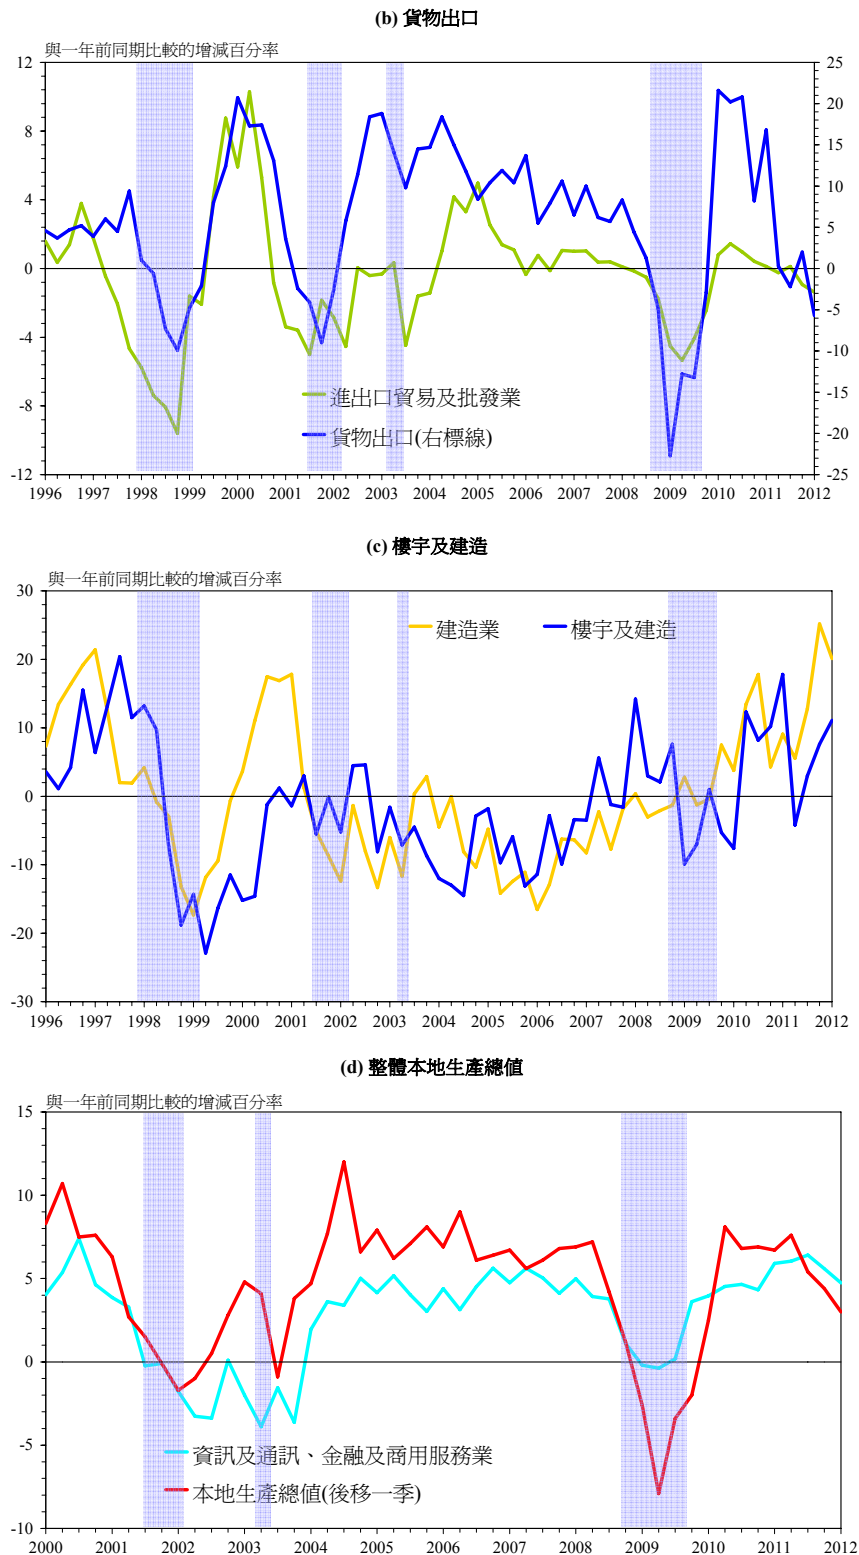 (b) 貨物出口
與一年前同期比較的增減百分率
12 25
20
8
15
10
4
5
0 0
-5
-4
-10
-15
-8
-20
-12 -25
進出口貿易及批發業
貨物出口(右標線)
1996 1997 1998 1999 2000 2001 2002 2003 2004 2005 2006 2007 2008 2009 2010 2011 2012
(c) 樓宇及建造
與一年前同期比較的增減百分率
30
20
10
0
-10
-20
-30
建造業 樓宇及建造
1996 1997 1998 1999 2000 2001 2002 2003 2004 2005 2006 2007 2008 2009 2010 2011 2012
(d) 整體本地生產總值
與一年前同期比較的增減百分率
15
10
5
0
-5
-10
資訊及通訊、金融及商用服務業
本地生產總值(後移一季)
2000 2001 2002 2003 2004 2005 2006 2007 2008 2009 2010 2011 2012